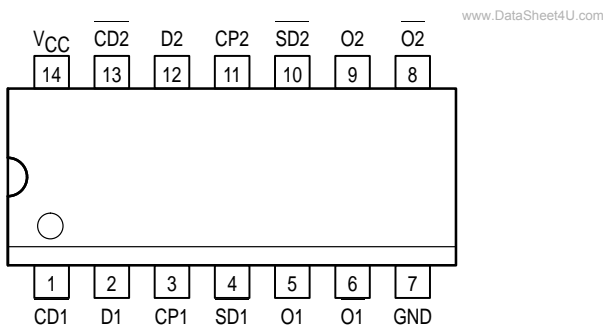 www.DataSheet4U.com
VCC CD2 D2 CP2 SD2 O2 O2
14 13 12 11 10 9 8
1 2 3 4 5 6 7
CD1 D1 CP1 SD1 O1 O1 GND